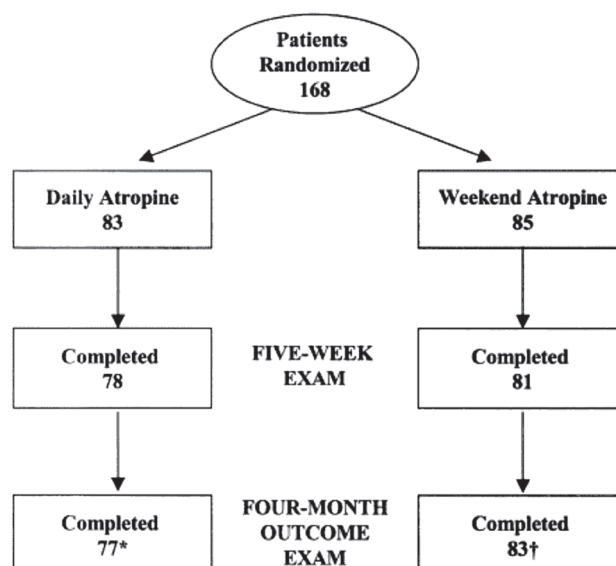 Patients
Randomized
168
Daily Atropine
83
Weekend Atropine
85
Completed
78
FIVE-WEEK
EXAM
Completed
81
Completed
77*
FOUR-MONTH
OUTCOME
EXAM
Completed
83†